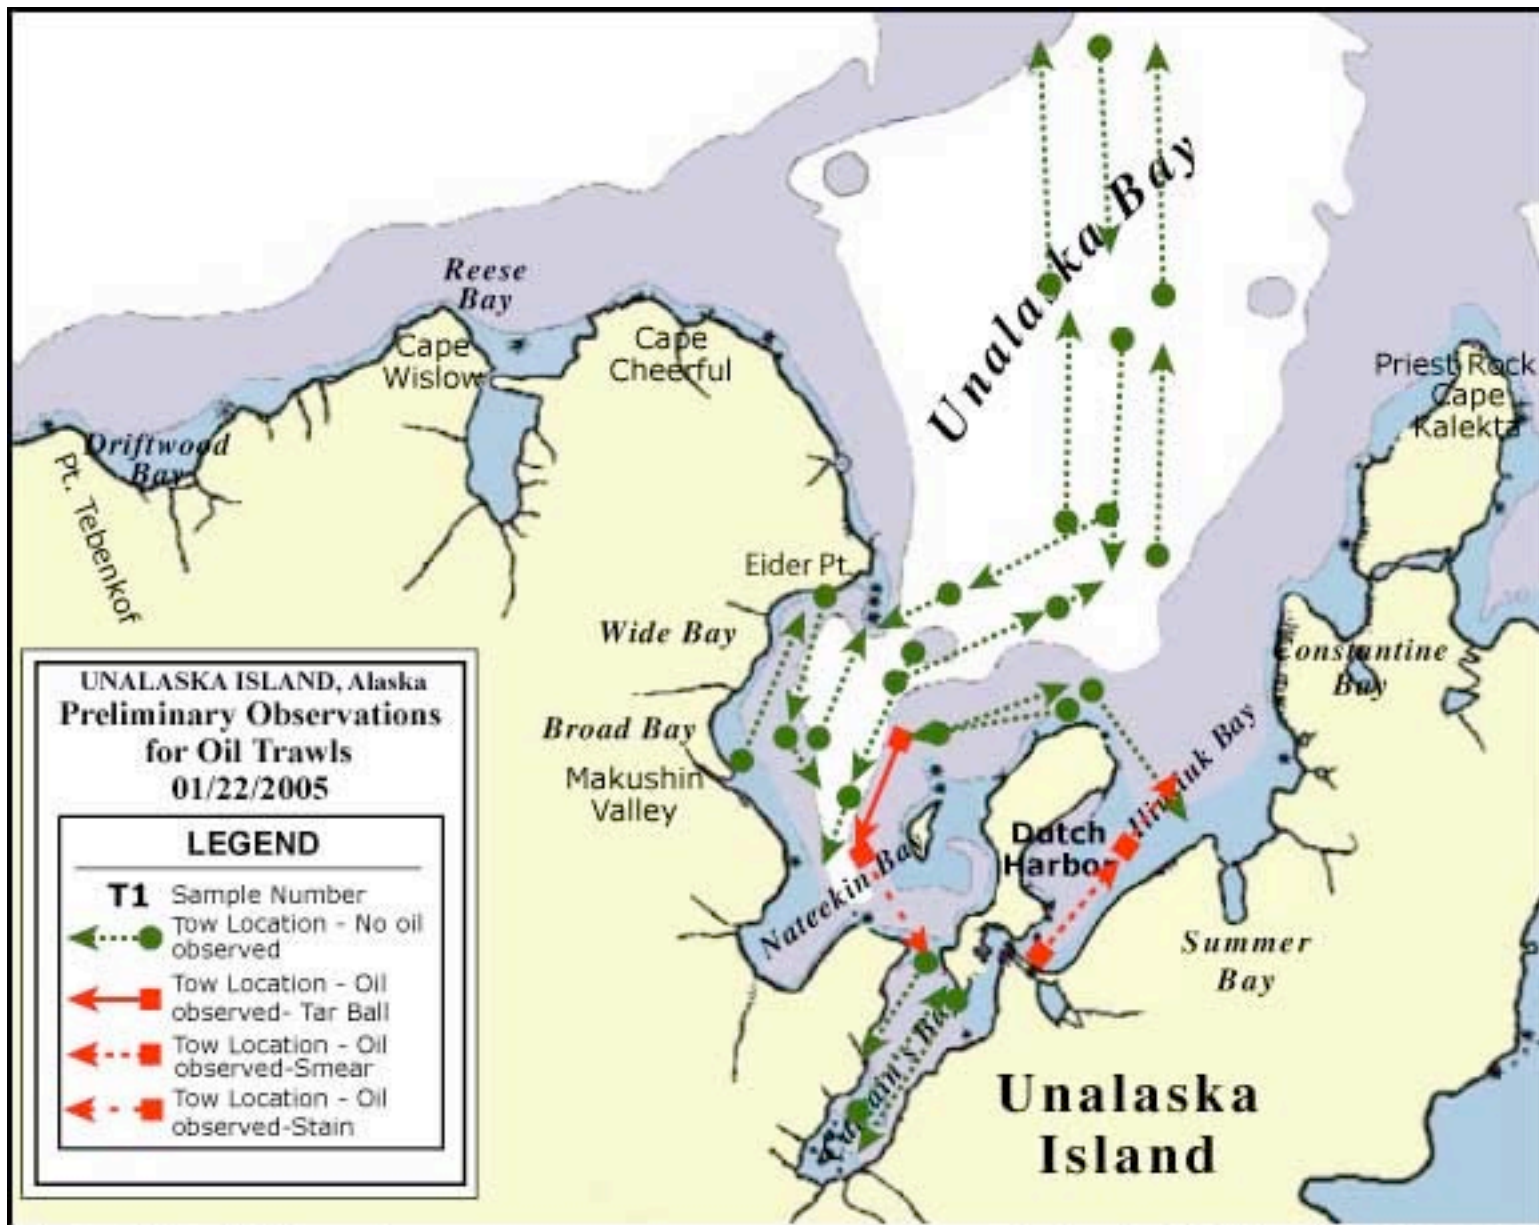 Unalaska Bay
Reese
Bay
Cape
Wislow
Cape
Cheerful
Priest Rock
Cape
Kalekta
Driftwood
Bay
Pt. Tebenkof
Eider Pt.
Wide Bay
Constantine
Bay
Broad Bay
Makushin
Valley
Iliuliuk Bay
Dutch
Harbor
Nateekin Bay
Summer
Bay
Captain's Bay
Unalaska
Island
UNALASKA ISLAND, Alaska
Preliminary Observations
for Oil Trawls
01/22/2005
LEGEND
T1 Sample Number
Tow Location - No oil
observed
Tow Location - Oil
observed- Tar Ball
Tow Location - Oil
observed-Smear
Tow Location - Oil
observed-Stain